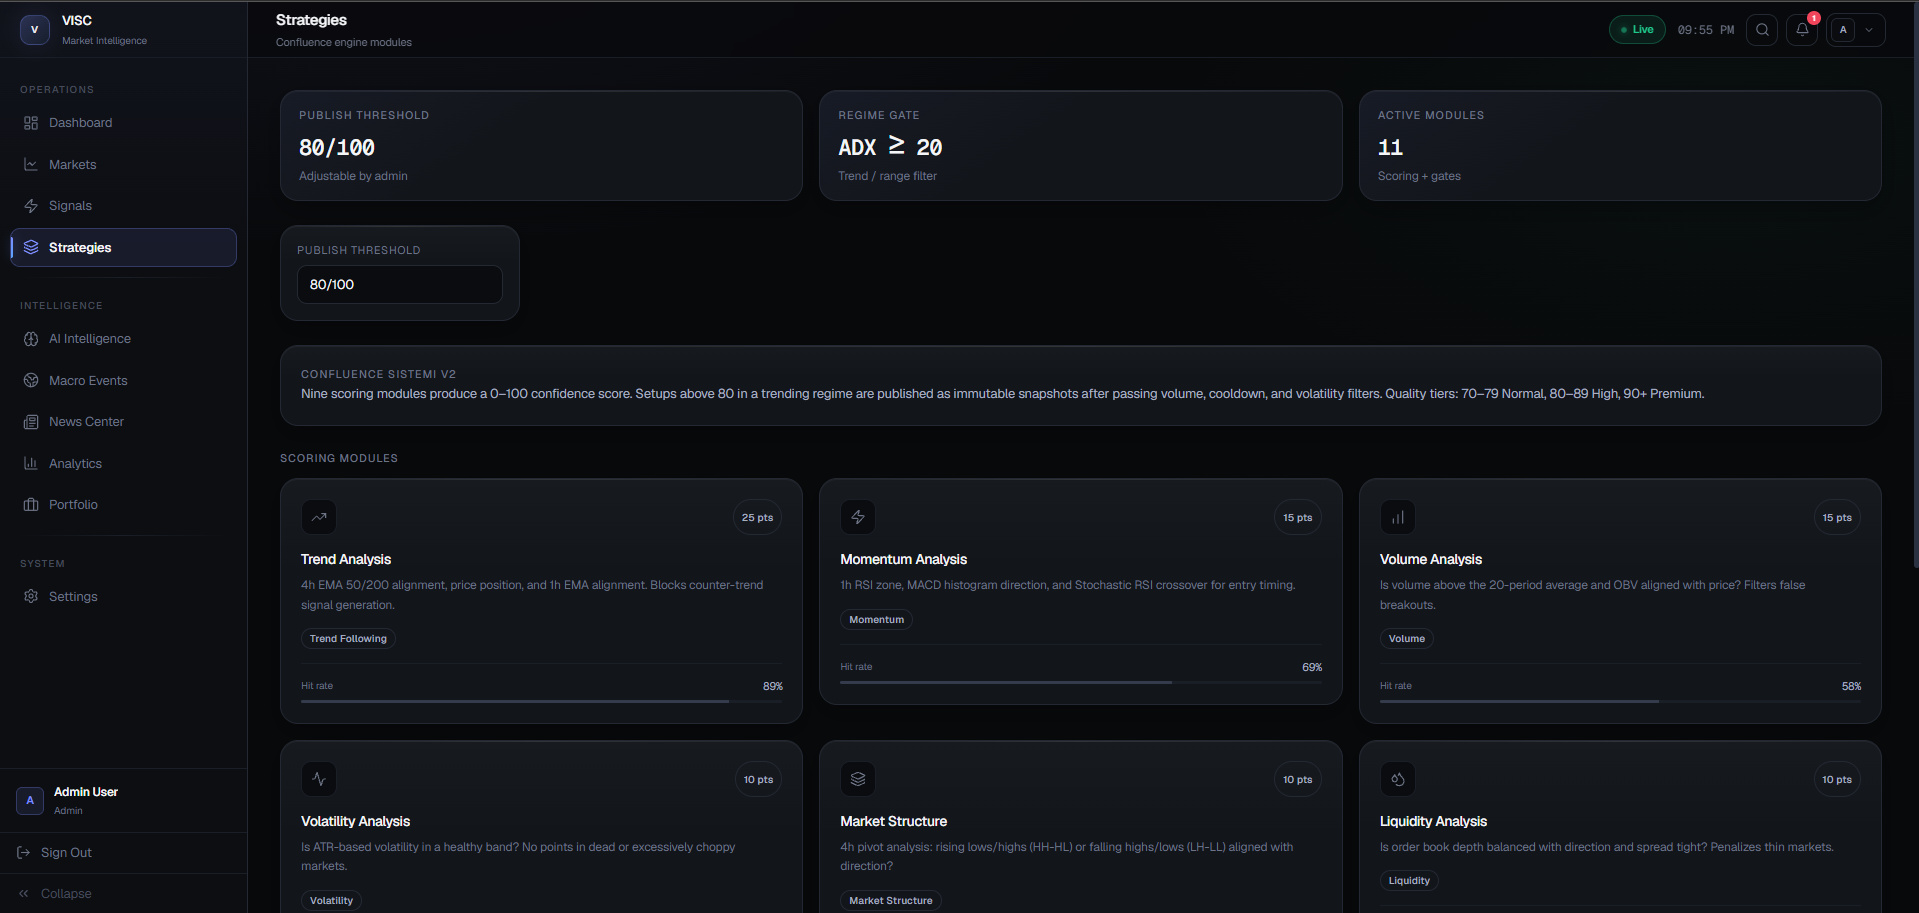 V
VISC
Market Intelligence
Strategies
Confluence engine modules
Live
09:55 PM
1
A
OPERATIONS
Dashboard
Markets
Signals
Strategies
INTELLIGENCE
AI Intelligence
Macro Events
News Center
Analytics
Portfolio
SYSTEM
Settings
A
Admin User
Admin
Sign Out
Collapse
PUBLISH THRESHOLD
80/100
Adjustable by admin
REGIME GATE
ADX ≥ 20
Trend / range filter
ACTIVE MODULES
11
Scoring + gates
PUBLISH THRESHOLD
80/100
CONFLUENCE SISTEMI V2
Nine scoring modules produce a 0–100 confidence score. Setups above 80 in a trending regime are published as immutable snapshots after passing volume, cooldown, and volatility filters. Quality tiers: 70–79 Normal, 80–89 High, 90+ Premium.
SCORING MODULES
25 pts
Trend Analysis
4h EMA 50/200 alignment, price position, and 1h EMA alignment. Blocks counter-trend
signal generation.
Trend Following
Hit rate
89%
15 pts
Momentum Analysis
1h RSI zone, MACD histogram direction, and Stochastic RSI crossover for entry timing.
Momentum
Hit rate
69%
15 pts
Volume Analysis
Is volume above the 20-period average and OBV aligned with price? Filters false
breakouts.
Volume
Hit rate
58%
10 pts
Volatility Analysis
Is ATR-based volatility in a healthy band? No points in dead or excessively choppy
markets.
Volatility
10 pts
Market Structure
4h pivot analysis: rising lows/highs (HH-HL) or falling highs/lows (LH-LL) aligned with
direction?
Market Structure
10 pts
Liquidity Analysis
Is order book depth balanced with direction and spread tight? Penalizes thin markets.
Liquidity